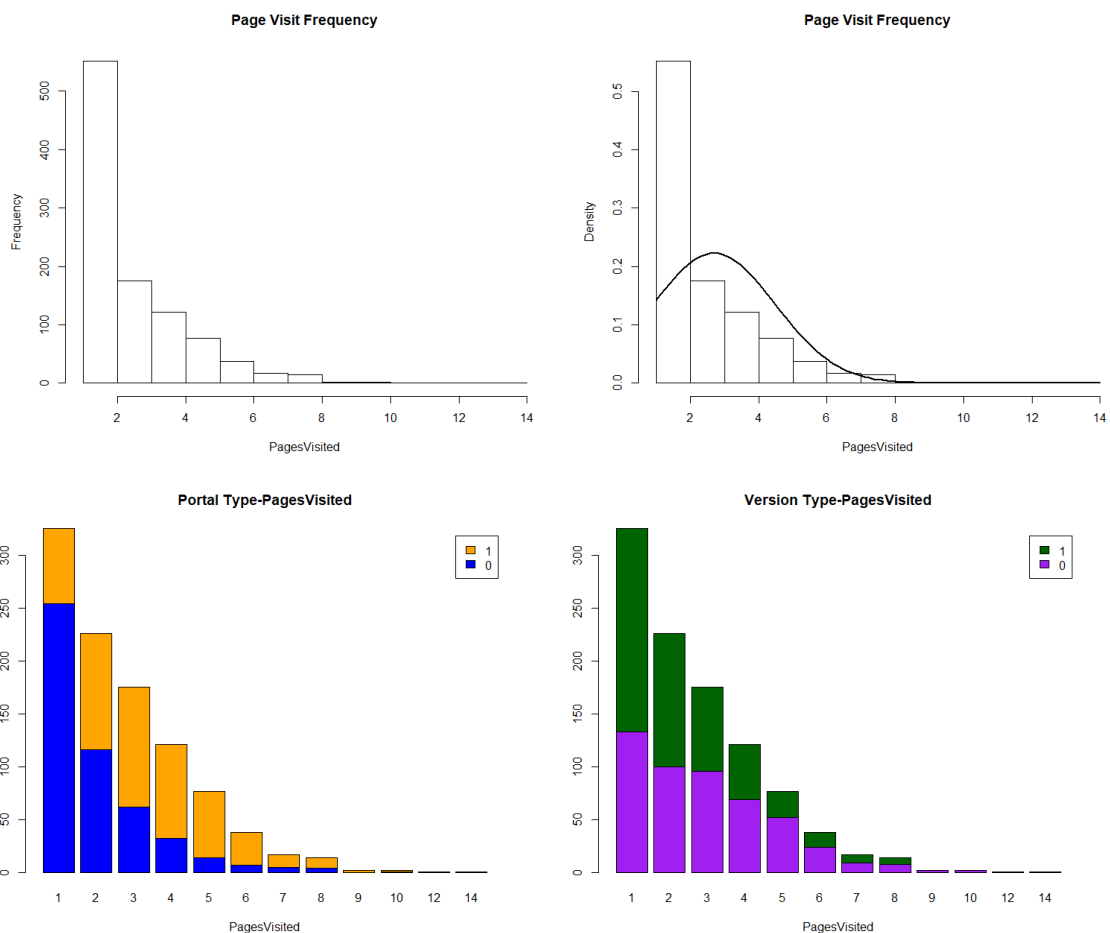 Page Visit Frequency
Frequency
0 100 200 300 400 500
2 4 6 8 10 12 14
PagesVisited
Page Visit Frequency
Density
0.0 0.1 0.2 0.3 0.4 0.5
2 4 6 8 10 12 14
PagesVisited
Portal Type-PagesVisited
1
0
0 50 100 150 200 250 300
1 2 3 4 5 6 7 8 9 10 12 14
PagesVisited
Version Type-PagesVisited
1
0
0 50 100 150 200 250 300
1 2 3 4 5 6 7 8 9 10 12 14
PagesVisited